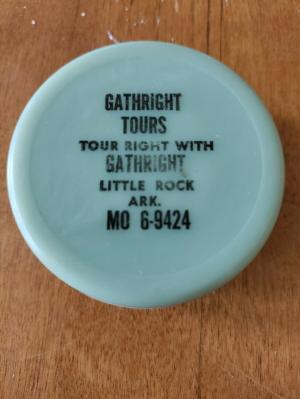 GATHRIGHT
TOURS
TOUR RIGHT WITH
GATHRIGHT
LITTLE ROCK
ARK.
MO 6-9424